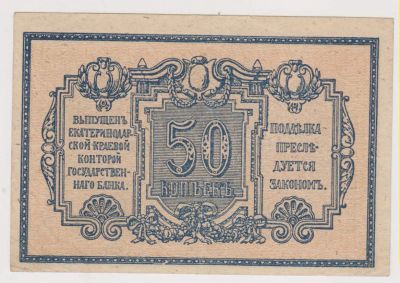 ВЫПУЩЕНЪ
ЕКАТЕРИНОДАР-
СКОЙ КРАЕВОЙ
КОНТОРОЙ
ГОСУДАРСТВЕН-
НАГО БАНКА.
50
КОПѢЕКЪ
ПОДДѢЛКА
ПРЕСЛѢ-
ДУЕТСЯ
ЗАКОНОМЪ.